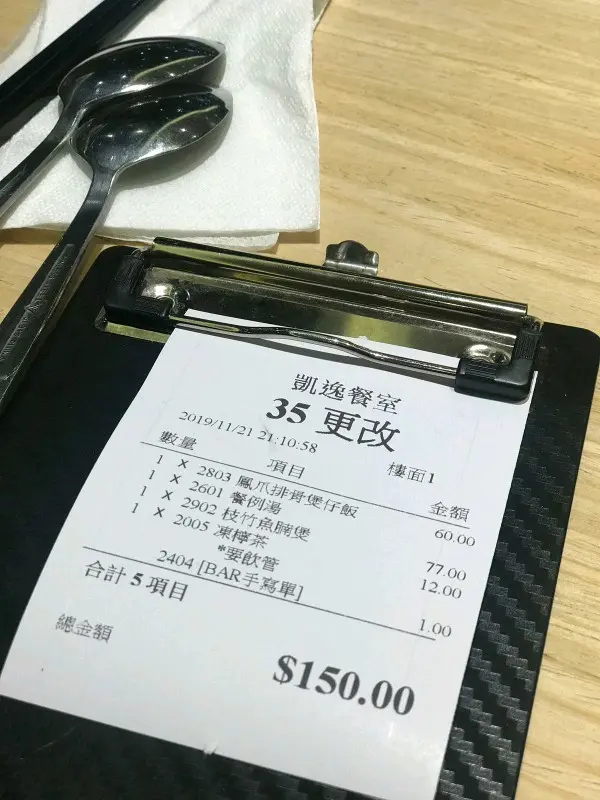 凱逸餐室
35 更改
2019/11/21 21:10:58 樓面1
數量 項目 金額
1 × 2803 鳳爪排骨煲仔飯 60.00
1 × 2601 餐例湯
1 × 2902 枝竹魚腩煲 77.00
1 × 2005 凍檸茶 12.00
*要飲管
2404 [BAR手寫單] 1.00
合計 5 項目
總金額 $150.00